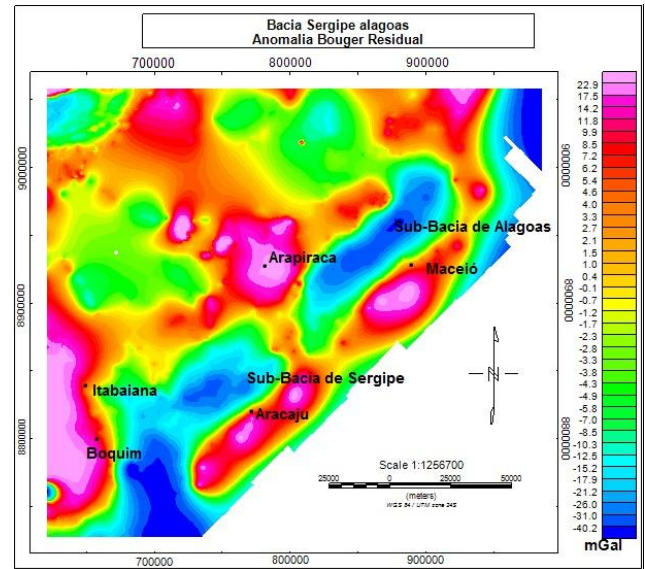 Bacia Sergipe alagoas
Anomalia Bouger Residual
700000 800000 900000
9000000 9000000
8900000 8900000
8800000 8800000
Sub-Bacia de Alagoas
Arapiraca
Maceió
Itabaiana
Sub-Bacia de Sergipe
Aracaju
Boquim
Scale 1:1256700
25000 0 25000 50000
(meters)
WGS 84 / UTM zone 24S
700000 800000 900000
22.9
17.5
14.2
11.8
9.9
8.5
7.2
6.2
5.4
4.6
4.0
3.3
2.7
2.1
1.5
1.0
0.4
-0.1
-0.7
-1.2
-1.7
-2.3
-2.8
-3.3
-3.8
-4.3
-4.9
-5.8
-7.0
-8.5
-10.3
-12.5
-15.2
-17.9
-21.2
-26.0
-31.0
-40.2
mGal